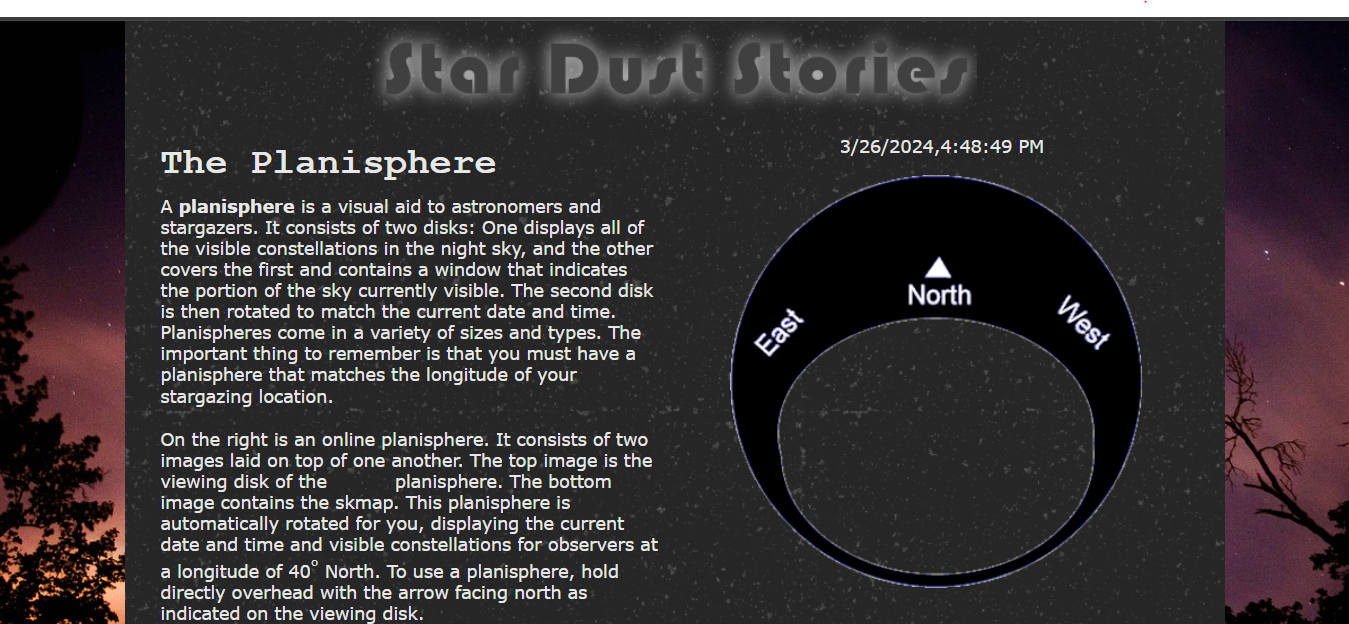 Star Dust Stories
The Planisphere
A planisphere is a visual aid to astronomers and
stargazers. It consists of two disks: One displays all of
the visible constellations in the night sky, and the other
covers the first and contains a window that indicates
the portion of the sky currently visible. The second disk
is then rotated to match the current date and time.
Planispheres come in a variety of sizes and types. The
important thing to remember is that you must have a
planisphere that matches the longitude of your
stargazing location.
On the right is an online planisphere. It consists of two
images laid on top of one another. The top image is the
viewing disk of the planisphere. The bottom
image contains the skmap. This planisphere is
automatically rotated for you, displaying the current
date and time and visible constellations for observers at
a longitude of 40° North. To use a planisphere, hold
directly overhead with the arrow facing north as
indicated on the viewing disk.
3/26/2024,4:48:49 PM
North
East
West